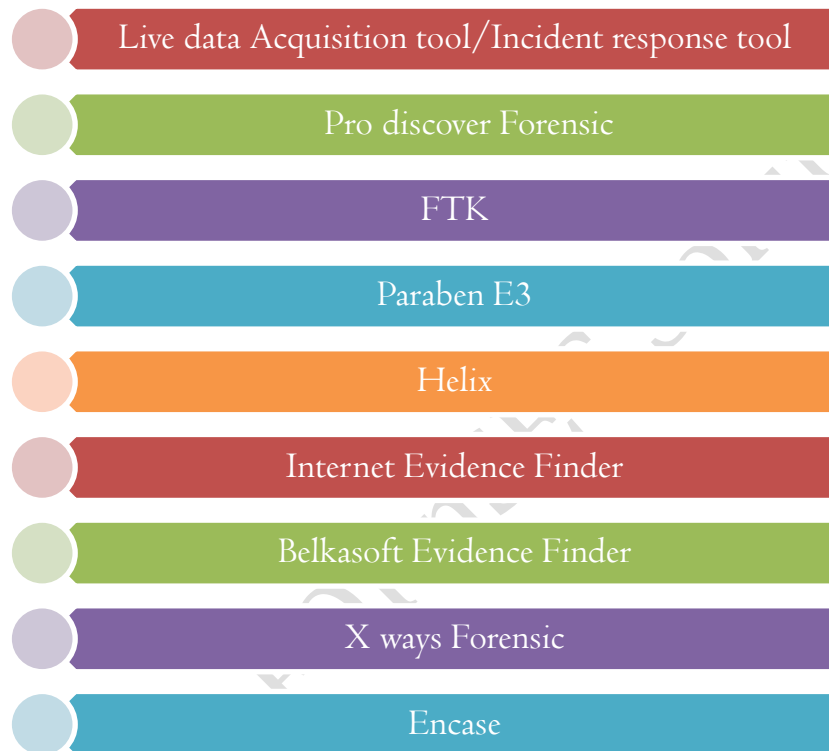 Live data Acquisition tool/Incident response tool
Pro discover Forensic
FTK
Paraben E3
Helix
Internet Evidence Finder
Belkasoft Evidence Finder
X ways Forensic
Encase